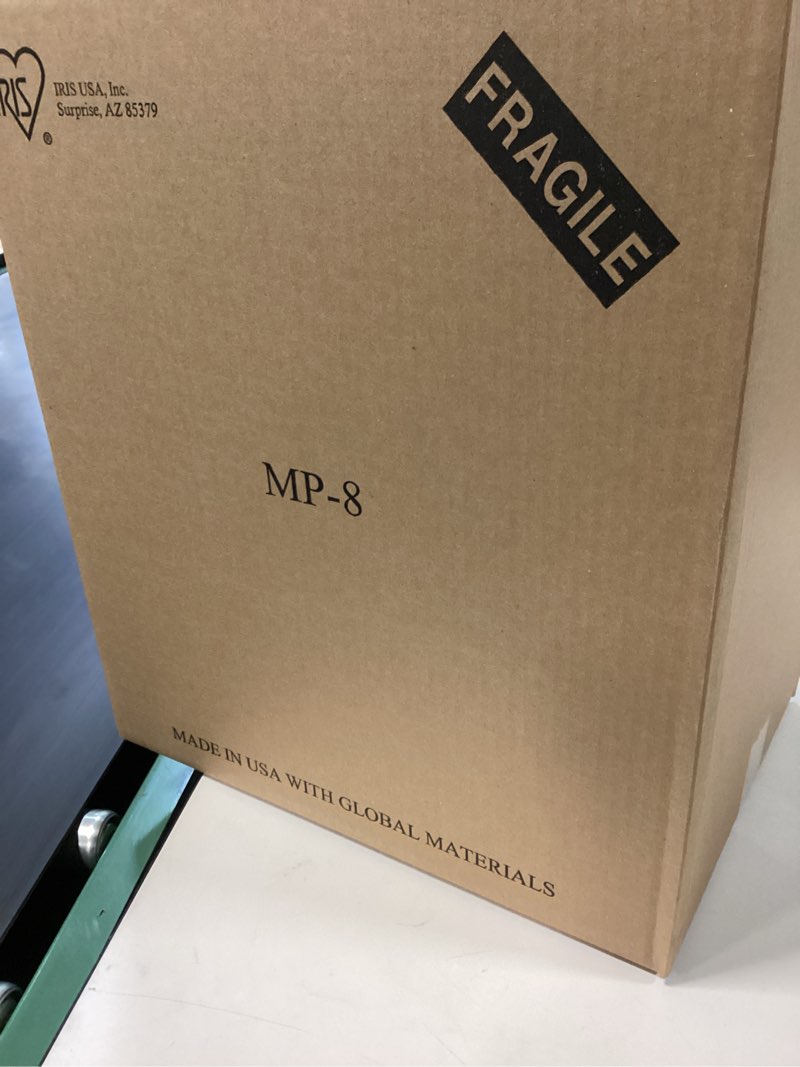 IRIS
IRIS USA, Inc.
Surprise, AZ 85379
®
FRAGILE
MP-8
MADE IN USA WITH GLOBAL MATERIALS